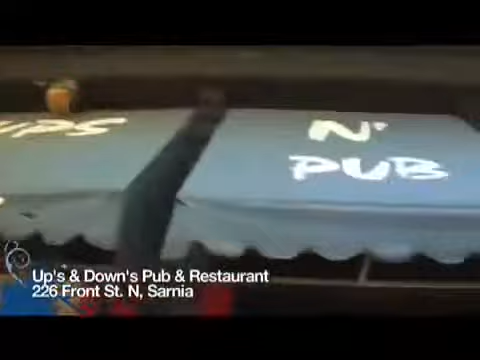 UPS
N'
PUB
Up's & Down's Pub & Restaurant
226 Front St. N, Sarnia